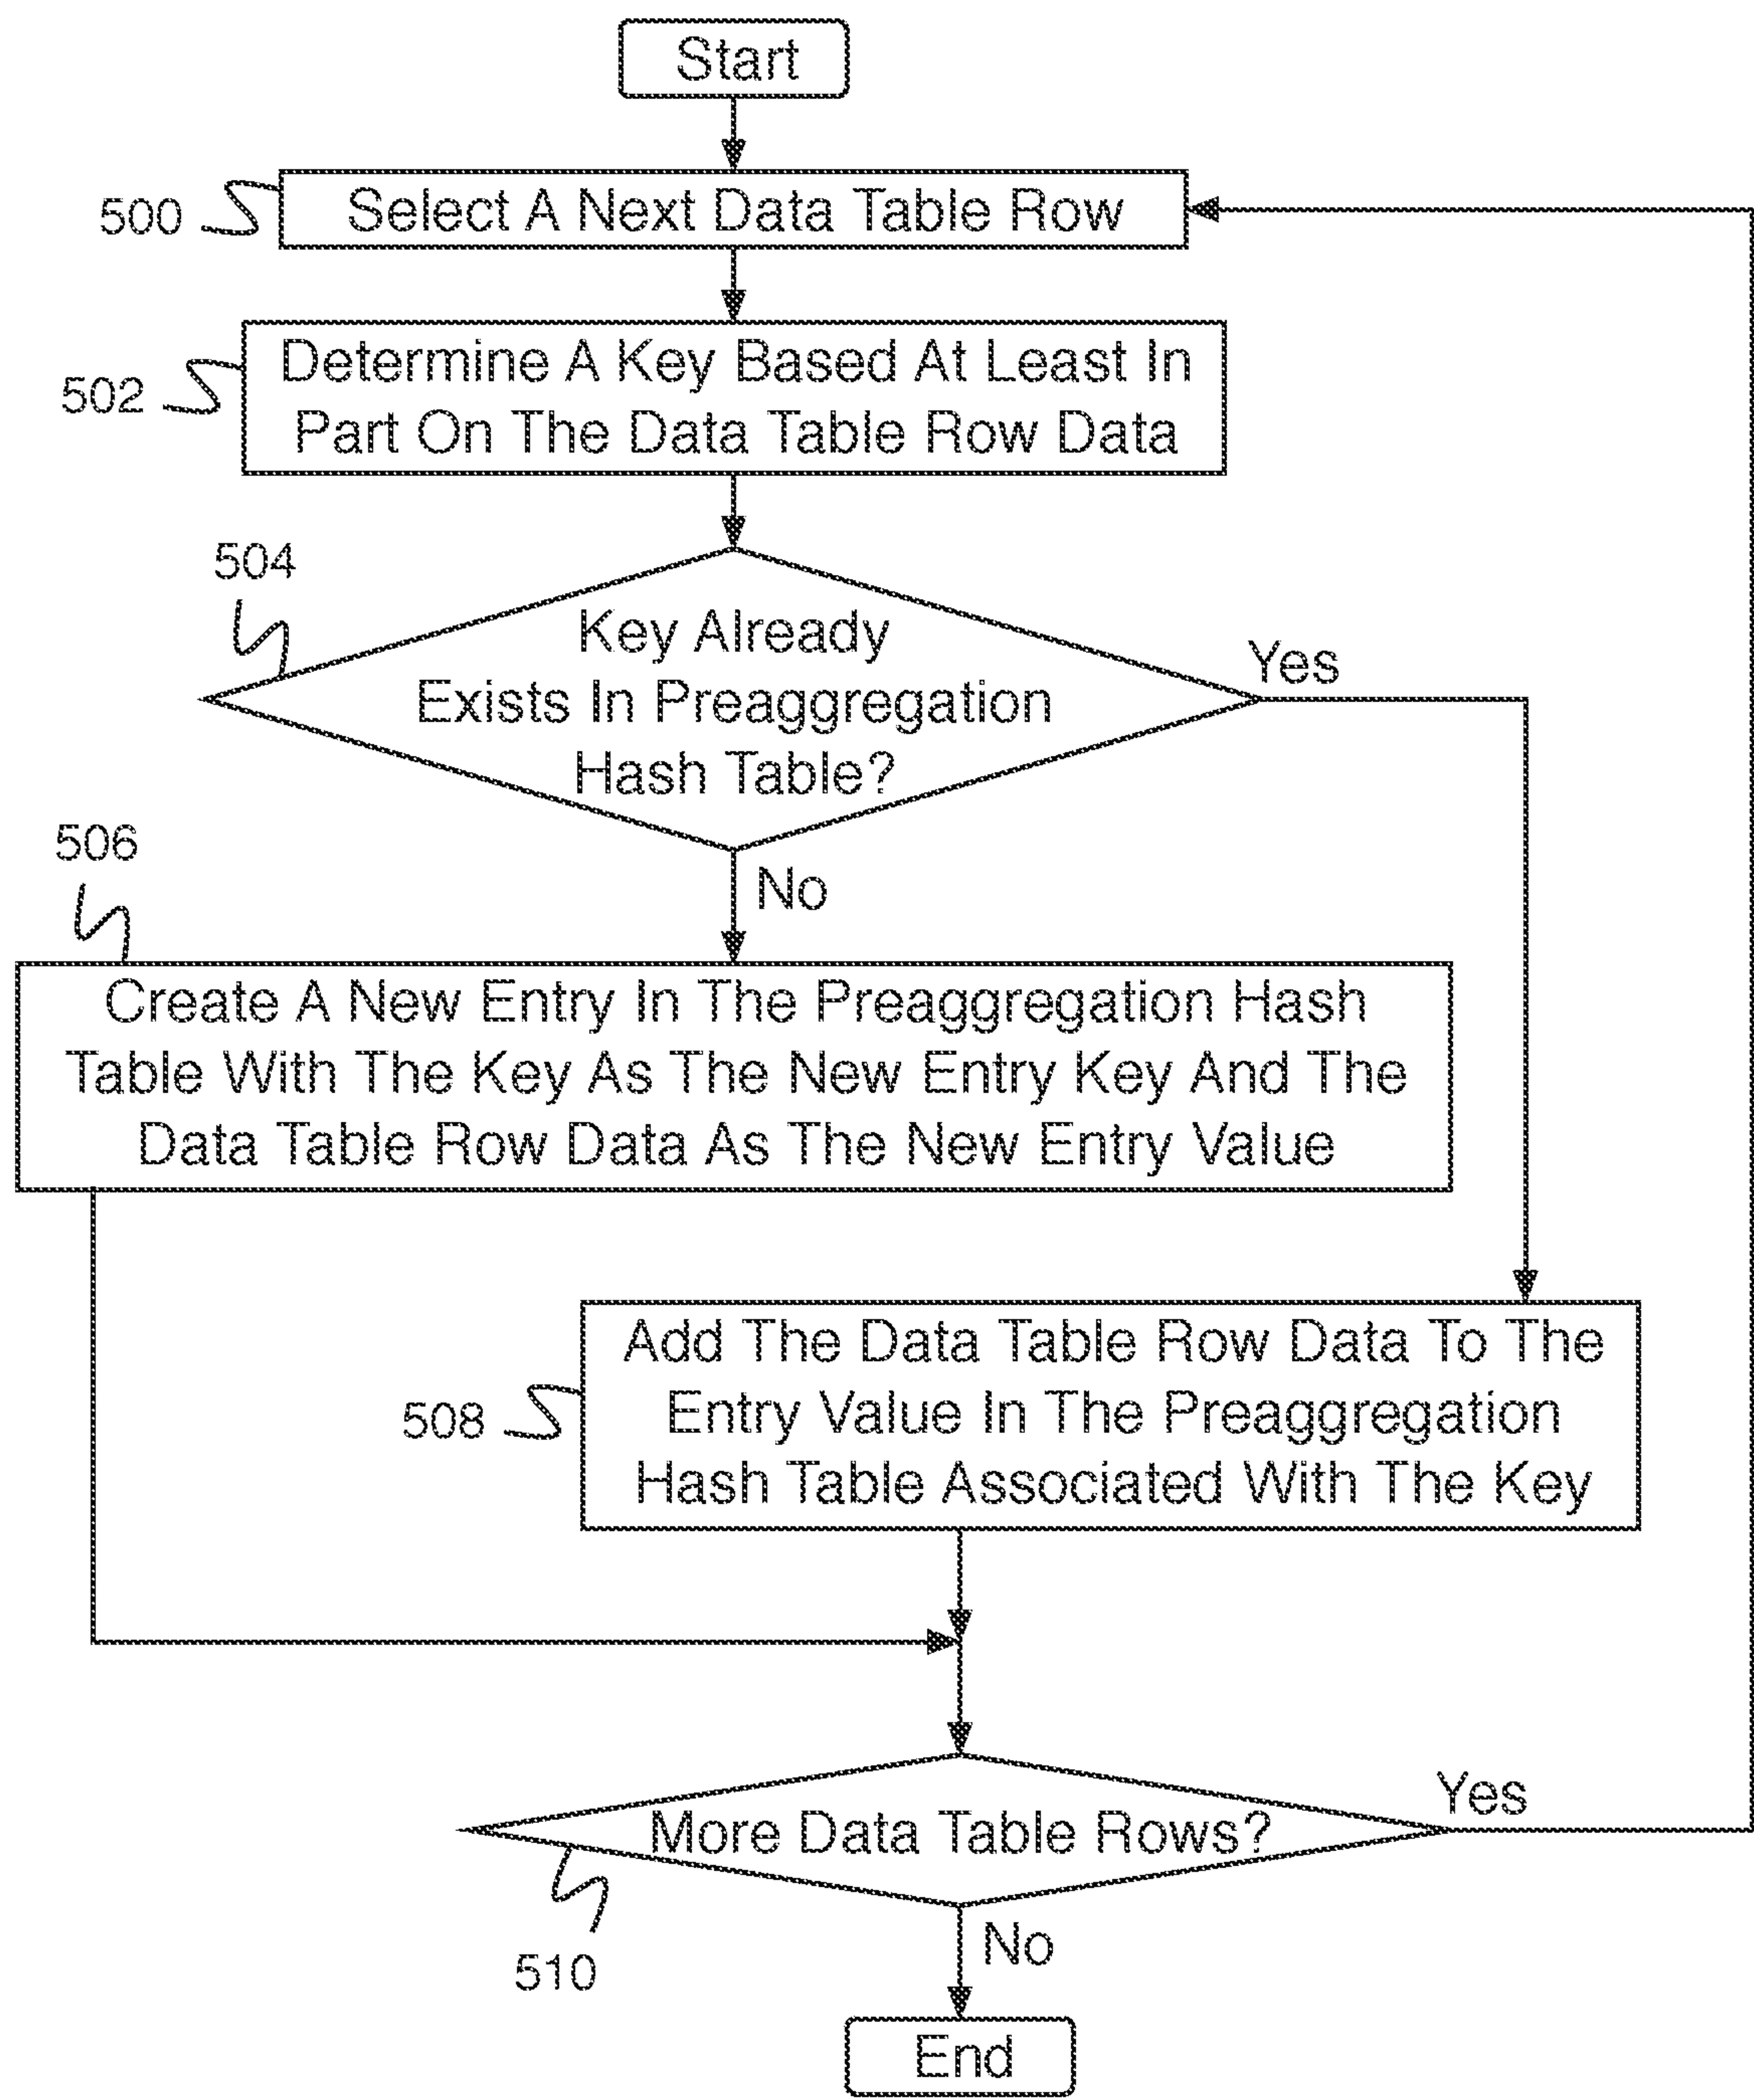 Start
500
Select A Next Data Table Row
502
Determine A Key Based At Least In
Part On The Data Table Row Data
504
Key Already
Exists In Preaggregation
Hash Table?
Yes
No
506
Create A New Entry In The Preaggregation Hash
Table With The Key As The New Entry Key And The
Data Table Row Data As The New Entry Value
508
Add The Data Table Row Data To The
Entry Value In The Preaggregation
Hash Table Associated With The Key
More Data Table Rows?
Yes
510
No
End